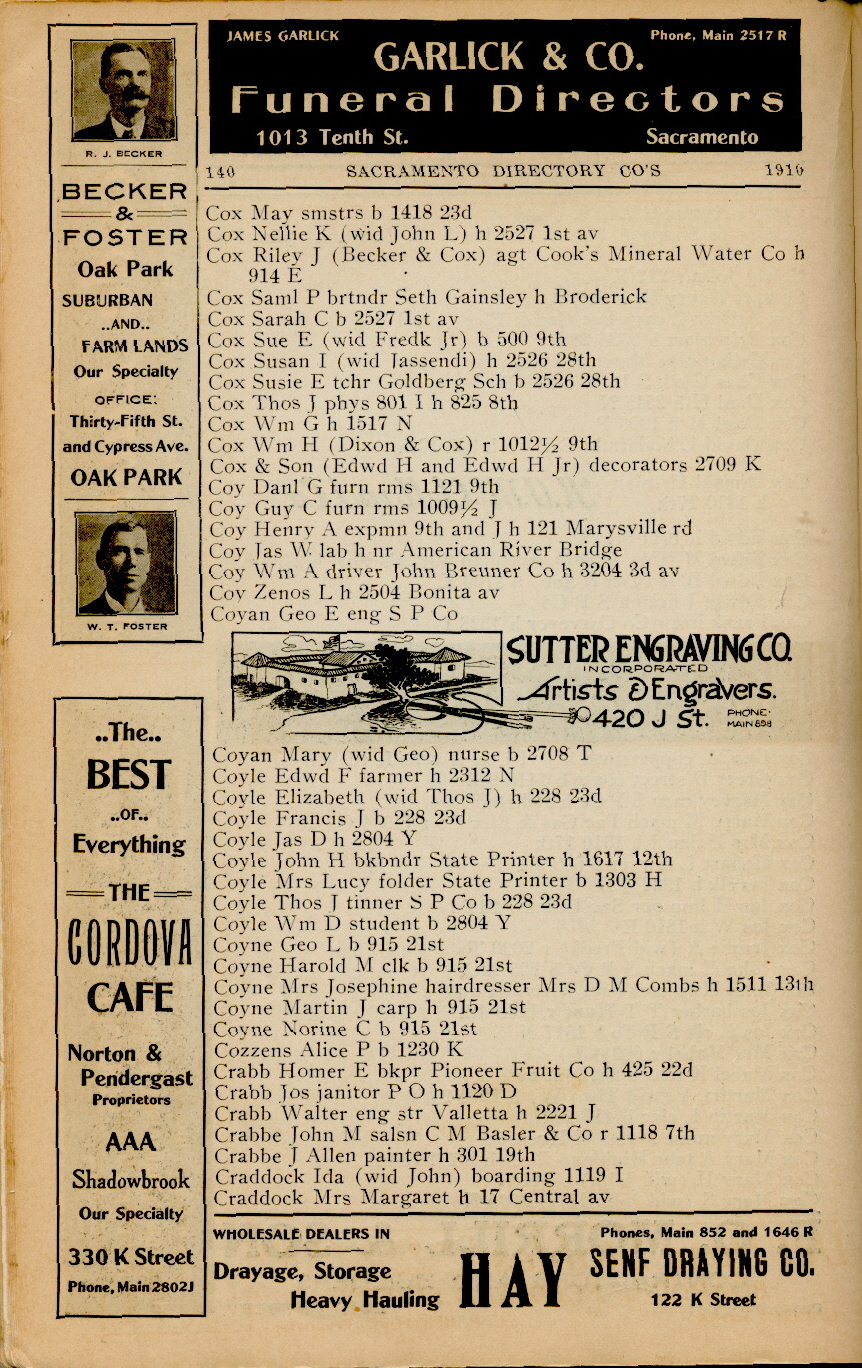 JAMES GARLICK Phone, Main 2517 R
GARLICK & CO.
Funeral Directors
1013 Tenth St. Sacramento
R. J. BECKER
BECKER
&
FOSTER
Oak Park
SUBURBAN
..AND..
FARM LANDS
Our Specialty
OFFICE:
Thirty-Fifth St.
and Cypress Ave.
OAK PARK
W. T. FOSTER
140 SACRAMENTO DIRECTORY CO'S 1910
Cox May smstrs b 1418 23d
Cox Nellie K (wid John L) h 2527 1st av
Cox Riley J (Becker & Cox) agt Cook's Mineral Water Co h
914 E
Cox Saml P brtndr Seth Gainsley h Broderick
Cox Sarah C b 2527 1st av
Cox Sue E (wid Fredk Jr) b 500 9th
Cox Susan I (wid Jassendi) h 2526 28th
Cox Susie E tchr Goldberg Sch b 2526 28th
Cox Thos J phys 801 I h 825 8th
Cox Wm G h 1517 N
Cox Wm H (Dixon & Cox) r 1012½ 9th
Cox & Son (Edwd H and Edwd H Jr) decorators 2709 K
Coy Danl G furn rms 1121 9th
Coy Guy C furn rms 1009½ J
Coy Henry A expmn 9th and J h 121 Marysville rd
Coy Jas W lab h nr American River Bridge
Coy Wm A driver John Breuner Co h 3204 3d av
Coy Zenos L h 2504 Bonita av
Coyan Geo E eng S P Co
SUTTER ENGRAVING CO.
INCORPORATED
Artists & Engravers.
420 J St. PHONE:
MAIN 898
..The..
BEST
..OF..
Everything
THE
CORDOVA
CAFE
Norton &
Pendergast
Proprietors
AAA
Shadowbrook
Our Specialty
330 K Street
Phone, Main 2802J
Coyan Mary (wid Geo) nurse b 2708 T
Coyle Edwd F farmer h 2312 N
Coyle Elizabeth (wid Thos J) h 228 23d
Coyle Francis J b 228 23d
Coyle Jas D h 2804 Y
Coyle John H bkbndr State Printer h 1617 12th
Coyle Mrs Lucy folder State Printer b 1303 H
Coyle Thos J tinner S P Co b 228 23d
Coyle Wm D student b 2804 Y
Coyne Geo L b 915 21st
Coyne Harold M clk b 915 21st
Coyne Mrs Josephine hairdresser Mrs D M Combs h 1511 13th
Coyne Martin J carp h 915 21st
Coyne Norine C b 915 21st
Cozzens Alice P b 1230 K
Crabb Homer E bkpr Pioneer Fruit Co h 425 22d
Crabb Jos janitor P O h 1120 D
Crabb Walter eng str Valletta h 2221 J
Crabbe John M salsn C M Basler & Co r 1118 7th
Crabbe J Allen painter h 301 19th
Craddock Ida (wid John) boarding 1119 I
Craddock Mrs Margaret h 17 Central av
WHOLESALE DEALERS IN Phones, Main 852 and 1646 R
Drayage, Storage
Heavy Hauling
HAY
SENF DRAYING CO.
122 K Street